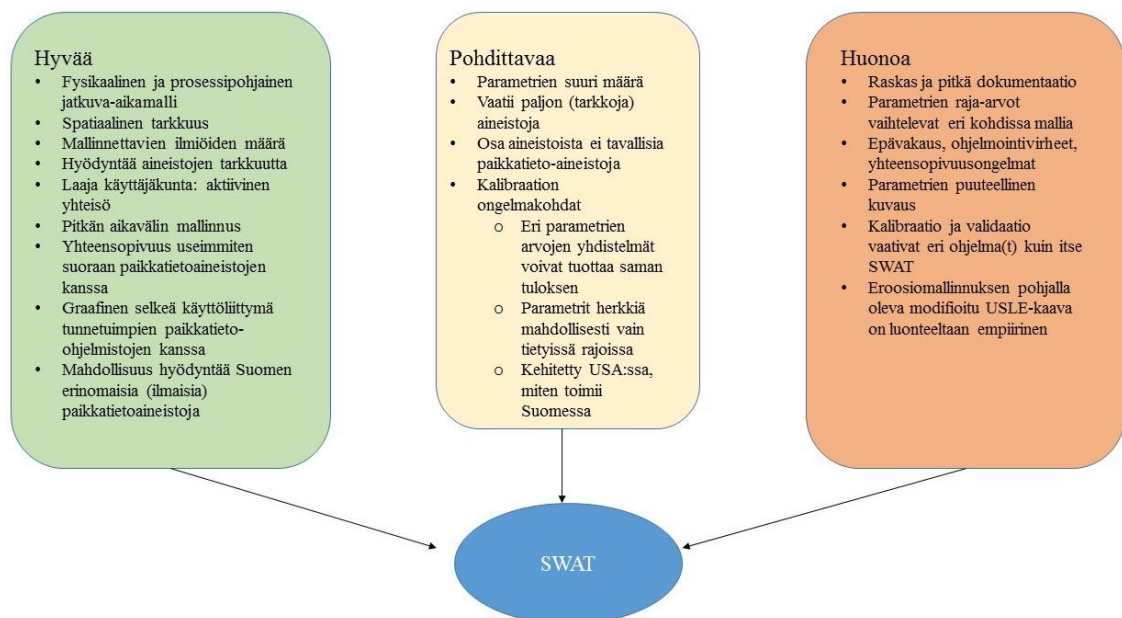 Hyvää
• Fysikaalinen ja prosessipohjainen
jatkuva-aikamalli
• Spatiaalinen tarkkuus
• Mallinnettavien ilmiöiden määrä
• Hyödyntää aineistojen tarkkuutta
• Laaja käyttäjäkunta: aktiivinen
yhteisö
• Pitkän aikavälin mallinnus
• Yhteensopivuus useimmiten
suoraan paikkatietoaineistojen
kanssa
• Graafinen selkeä käyttöliittymä
tunnetuimpien paikkatieto-
ohjelmistojen kanssa
• Mahdollisuus hyödyntää Suomen
erinomaisia (ilmaisia)
paikkatietoaineistoja
Pohdittavaa
• Parametrien suuri määrä
• Vaatii paljon (tarkkoja)
aineistoja
• Osa aineistoista ei tavallisia
paikkatieto-aineistoja
• Kalibraation
ongelmakohdat
o Eri parametrien
arvojen yhdistelmät
voivat tuottaa saman
tuloksen
o Parametrit herkkiä
mahdollisesti vain
tietyissä rajoissa
o Kehitetty USA:ssa,
miten toimii
Suomessa
Huonoa
• Raskas ja pitkä dokumentaatio
• Parametrien raja-arvot
vaihtelevat eri kohdissa mallia
• Epävakaus, ohjelmointivirheet,
yhteensopivuusongelmat
• Parametrien puuteellinen
kuvaus
• Kalibraatio ja validaatio
vaativat eri ohjelma(t) kuin itse
SWAT
• Eroosiomallinnuksen pohjalla
oleva modifioitu USLE-kaava
on luonteeltaan empiirinen
SWAT